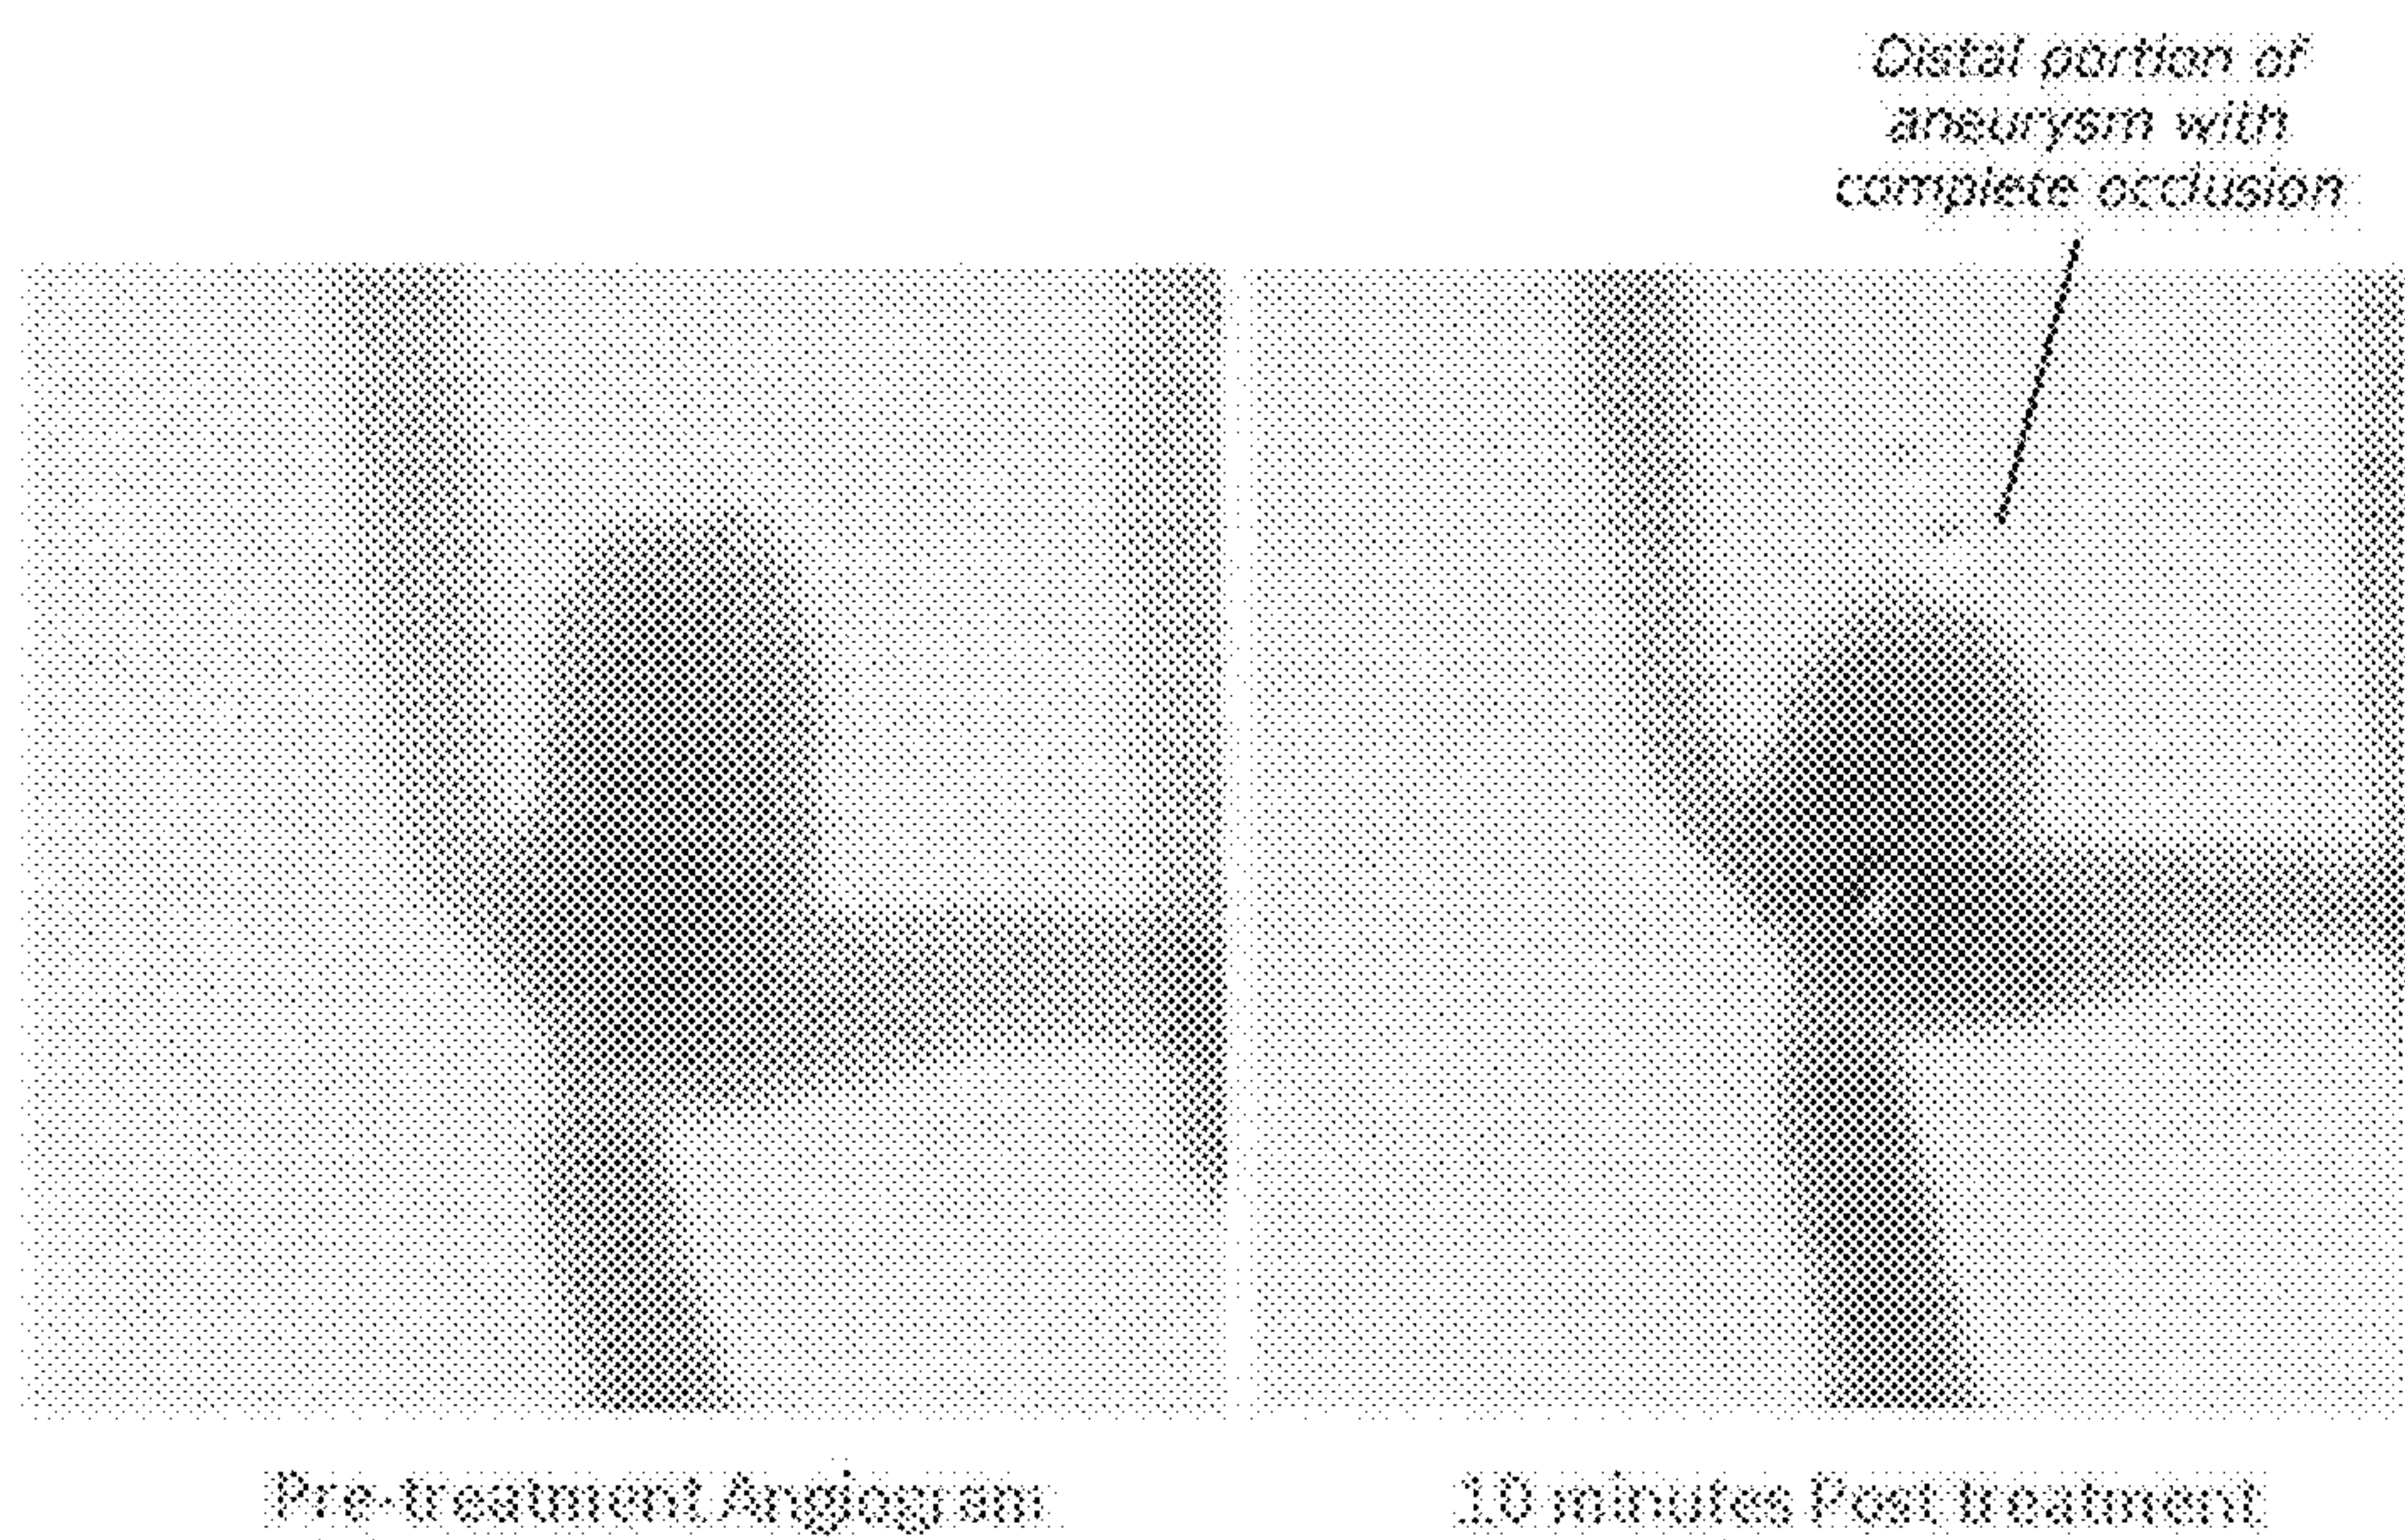 Distal portion of
aneurysm with
complete occlusion
Pre-treatment Angiogram
10 minutes Post treatment